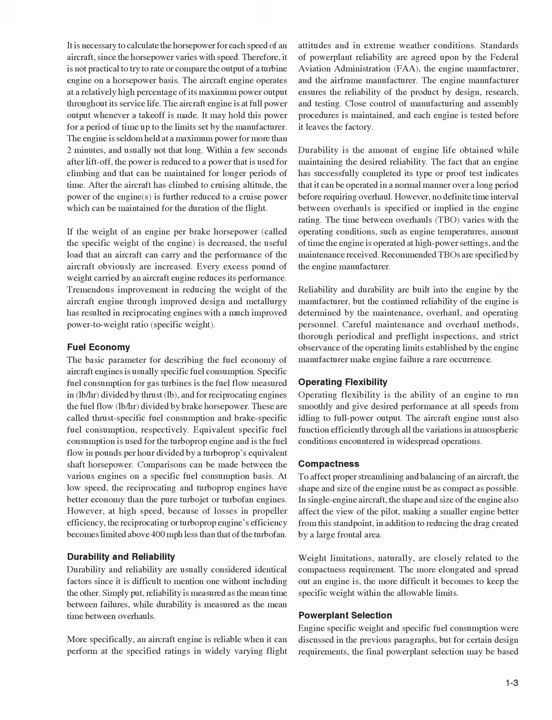 It is necessary to calculate the horsepower for each speed of an
aircraft, since the horsepower varies with speed. Therefore, it
is not practical to try to rate or compare the output of a turbine
engine on a horsepower basis. The aircraft engine operates
at a relatively high percentage of its maximum power output
throughout its service life. The aircraft engine is at full power
output whenever a takeoff is made. It may hold this power
for a period of time up to the limits set by the manufacturer.
The engine is seldom held at a maximum power for more than
2 minutes, and usually not that long. Within a few seconds
after lift-off, the power is reduced to a power that is used for
climbing and that can be maintained for longer periods of
time. After the aircraft has climbed to cruising altitude, the
power of the engine(s) is further reduced to a cruise power
which can be maintained for the duration of the flight.
If the weight of an engine per brake horsepower (called
the specific weight of the engine) is decreased, the useful
load that an aircraft can carry and the performance of the
aircraft obviously are increased. Every excess pound of
weight carried by an aircraft engine reduces its performance.
Tremendous improvement in reducing the weight of the
aircraft engine through improved design and metallurgy
has resulted in reciprocating engines with a much improved
power-to-weight ratio (specific weight).
Fuel Economy
The basic parameter for describing the fuel economy of
aircraft engines is usually specific fuel consumption. Specific
fuel consumption for gas turbines is the fuel flow measured
in (lb/hr) divided by thrust (lb), and for reciprocating engines
the fuel flow (lb/hr) divided by brake horsepower. These are
called thrust-specific fuel consumption and brake-specific
fuel consumption, respectively. Equivalent specific fuel
consumption is used for the turboprop engine and is the fuel
flow in pounds per hour divided by a turboprop's equivalent
shaft horsepower. Comparisons can be made between the
various engines on a specific fuel consumption basis. At
low speed, the reciprocating and turboprop engines have
better economy than the pure turbojet or turbofan engines.
However, at high speed, because of losses in propeller
efficiency, the reciprocating or turboprop engine's efficiency
becomes limited above 400 mph less than that of the turbofan.
Durability and Reliability
Durability and reliability are usually considered identical
factors since it is difficult to mention one without including
the other. Simply put, reliability is measured as the mean time
between failures, while durability is measured as the mean
time between overhauls.
More specifically, an aircraft engine is reliable when it can
perform at the specified ratings in widely varying flight
attitudes and in extreme weather conditions. Standards
of powerplant reliability are agreed upon by the Federal
Aviation Administration (FAA), the engine manufacturer,
and the airframe manufacturer. The engine manufacturer
ensures the reliability of the product by design, research,
and testing. Close control of manufacturing and assembly
procedures is maintained, and each engine is tested before
it leaves the factory.
Durability is the amount of engine life obtained while
maintaining the desired reliability. The fact that an engine
has successfully completed its type or proof test indicates
that it can be operated in a normal manner over a long period
before requiring overhaul. However, no definite time interval
between overhauls is specified or implied in the engine
rating. The time between overhauls (TBO) varies with the
operating conditions, such as engine temperatures, amount
of time the engine is operated at high-power settings, and the
maintenance received. Recommended TBOs are specified by
the engine manufacturer.
Reliability and durability are built into the engine by the
manufacturer, but the continued reliability of the engine is
determined by the maintenance, overhaul, and operating
personnel. Careful maintenance and overhaul methods,
thorough periodical and preflight inspections, and strict
observance of the operating limits established by the engine
manufacturer make engine failure a rare occurrence.
Operating Flexibility
Operating flexibility is the ability of an engine to run
smoothly and give desired performance at all speeds from
idling to full-power output. The aircraft engine must also
function efficiently through all the variations in atmospheric
conditions encountered in widespread operations.
Compactness
To affect proper streamlining and balancing of an aircraft, the
shape and size of the engine must be as compact as possible.
In single-engine aircraft, the shape and size of the engine also
affect the view of the pilot, making a smaller engine better
from this standpoint, in addition to reducing the drag created
by a large frontal area.
Weight limitations, naturally, are closely related to the
compactness requirement. The more elongated and spread
out an engine is, the more difficult it becomes to keep the
specific weight within the allowable limits.
Powerplant Selection
Engine specific weight and specific fuel consumption were
discussed in the previous paragraphs, but for certain design
requirements, the final powerplant selection may be based
1-3